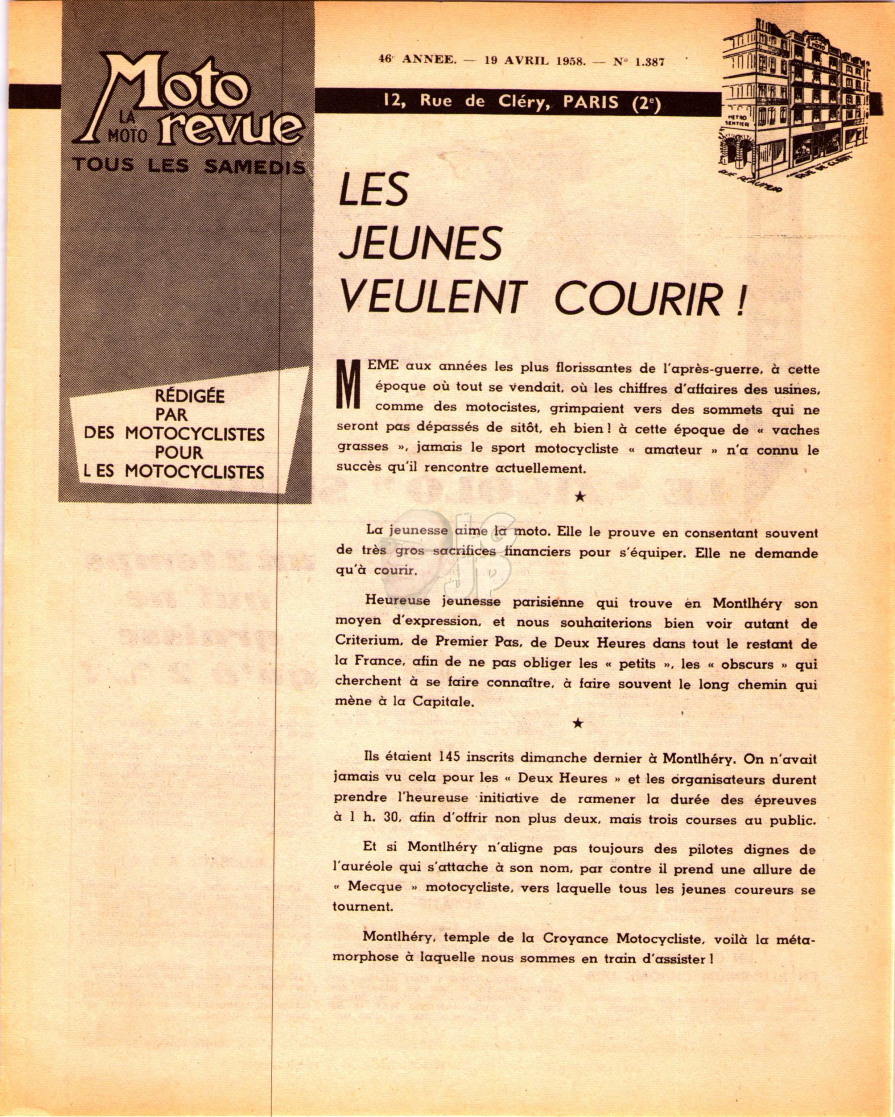 46e ANNEE. — 19 AVRIL 1958. — N° 1.387
12, Rue de Cléry, PARIS (2e)
Moto
LA
MOTO revue
TOUS LES SAMEDIS
METRO
SENTIER
RUE REAUMUR
RUE DE CLERY
RÉDIGÉE
PAR
DES MOTOCYCLISTES
POUR
LES MOTOCYCLISTES
LES
JEUNES
VEULENT COURIR !
MEME aux années les plus florissantes de l'après-guerre, à cette
époque où tout se vendait, où les chiffres d'affaires des usines,
comme des motocistes, grimpaient vers des sommets qui ne
seront pas dépassés de sitôt, eh bien ! à cette époque de « vaches
grasses », jamais le sport motocycliste « amateur » n'a connu le
succès qu'il rencontre actuellement.
★
La jeunesse aime la moto. Elle le prouve en consentant souvent
de très gros sacrifices financiers pour s'équiper. Elle ne demande
qu'à courir.
Heureuse jeunesse parisienne qui trouve en Montlhéry son
moyen d'expression, et nous souhaiterions bien voir autant de
Criterium, de Premier Pas, de Deux Heures dans tout le restant de
la France, afin de ne pas obliger les « petits », les « obscurs » qui
cherchent à se faire connaître, à faire souvent le long chemin qui
mène à la Capitale.
★
Ils étaient 145 inscrits dimanche dernier à Montlhéry. On n'avait
jamais vu cela pour les « Deux Heures » et les organisateurs durent
prendre l'heureuse initiative de ramener la durée des épreuves
à 1 h. 30, afin d'offrir non plus deux, mais trois courses au public.
Et si Montlhéry n'aligne pas toujours des pilotes dignes de
l'auréole qui s'attache à son nom, par contre il prend une allure de
« Mecque » motocycliste, vers laquelle tous les jeunes coureurs se
tournent.
Montlhéry, temple de la Croyance Motocycliste, voilà la méta-
morphose à laquelle nous sommes en train d'assister !